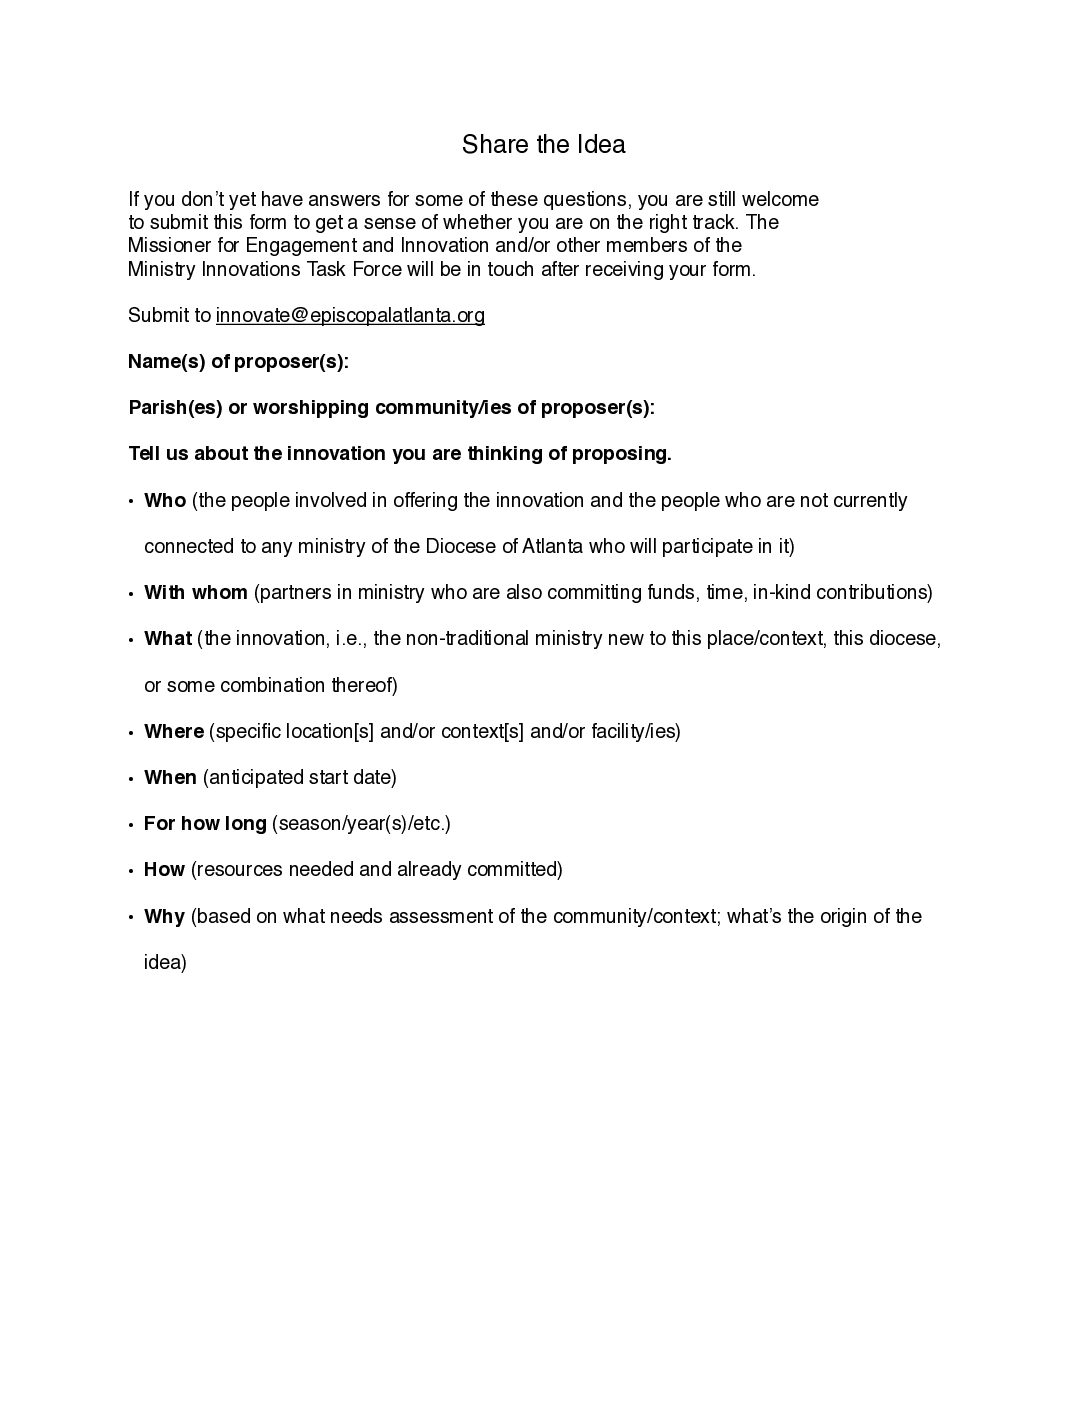 Share the Idea
If you don’t yet have answers for some of these questions, you are still welcome
to submit this form to get a sense of whether you are on the right track. The
Missioner for Engagement and Innovation and/or other members of the
Ministry Innovations Task Force will be in touch after receiving your form.
Submit to innovate@episcopalatlanta.org
Name(s) of proposer(s):
Parish(es) or worshipping community/ies of proposer(s):
Tell us about the innovation you are thinking of proposing.
• Who (the people involved in offering the innovation and the people who are not currently
connected to any ministry of the Diocese of Atlanta who will participate in it)
• With whom (partners in ministry who are also committing funds, time, in-kind contributions)
• What (the innovation, i.e., the non-traditional ministry new to this place/context, this diocese,
or some combination thereof)
• Where (specific location[s] and/or context[s] and/or facility/ies)
• When (anticipated start date)
• For how long (season/year(s)/etc.)
• How (resources needed and already committed)
• Why (based on what needs assessment of the community/context; what’s the origin of the
idea)